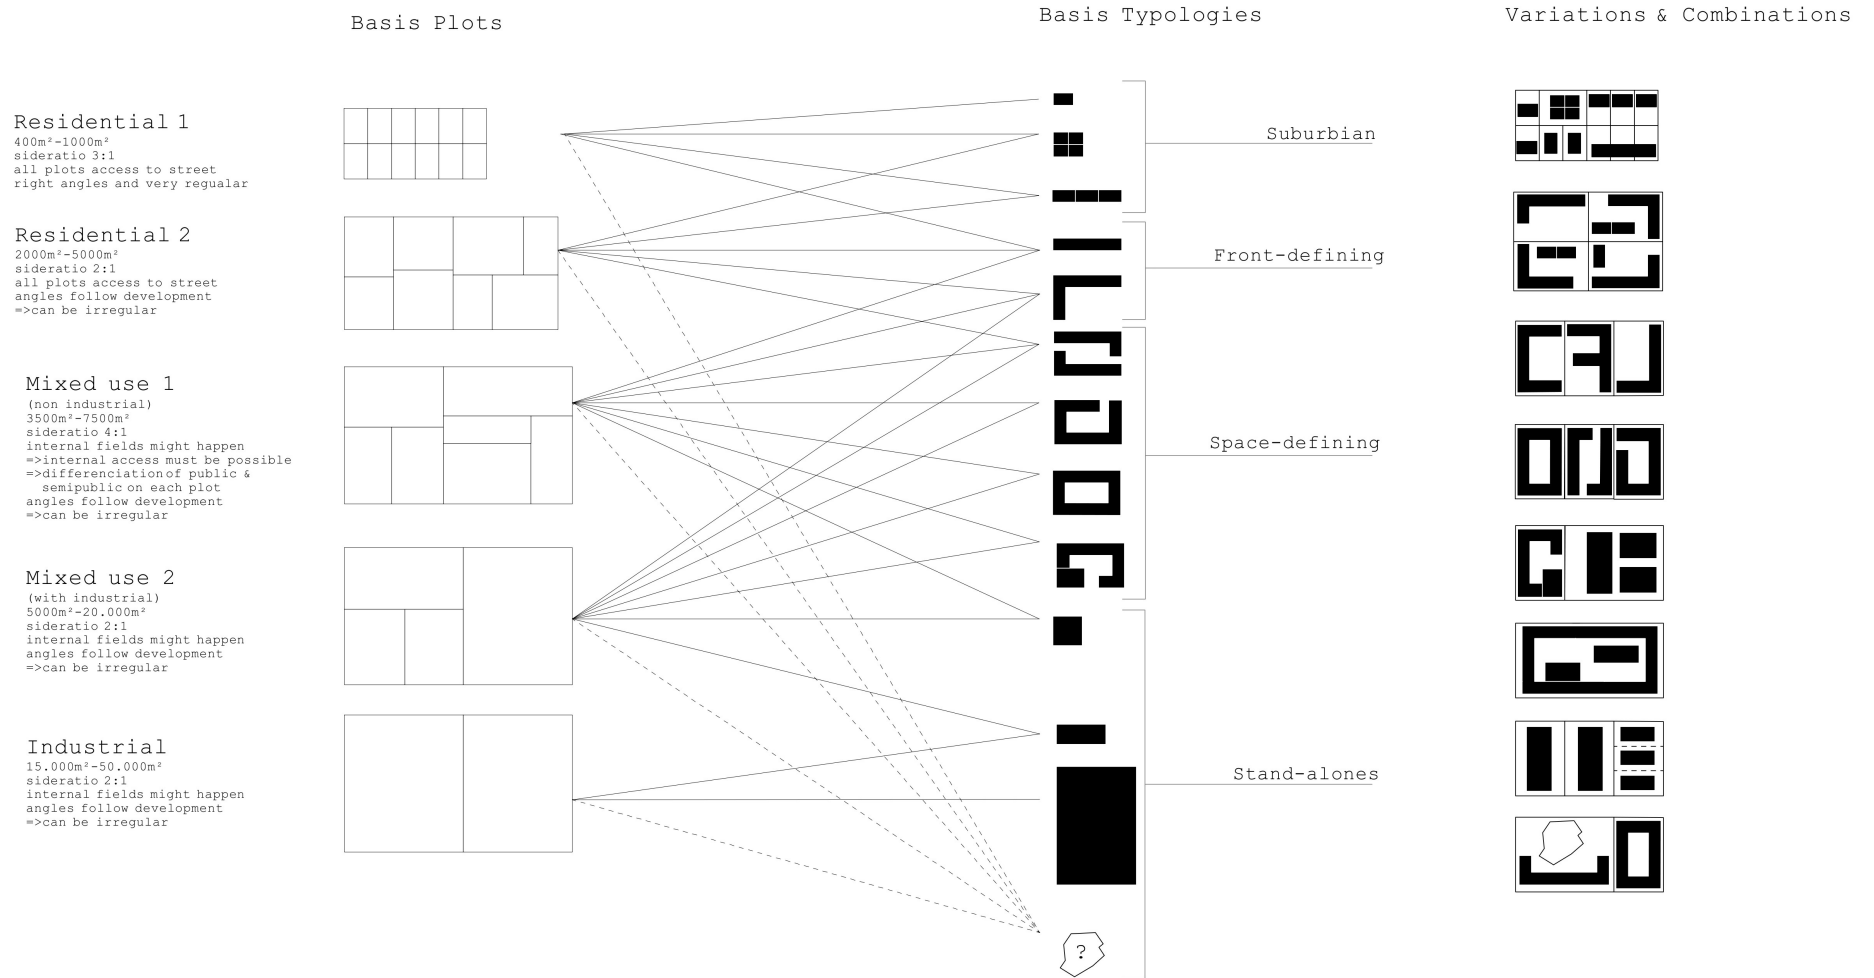 Basis Plots
Basis Typologies
Variations & Combinations
Residential 1
400m²-1000m²
sideratio 3:1
all plots access to street
right angles and very regualar
Suburbian
Residential 2
2000m²-5000m²
sideratio 2:1
all plots access to street
angles follow development
=>can be irregular
Front-defining
Mixed use 1
(non industrial)
3500m²-7500m²
sideratio 4:1
internal fields might happen
=>internal access must be possible
=>differenciation of public &
semipublic on each plot
angles follow development
=>can be irregular
Space-defining
Mixed use 2
(with industrial)
5000m²-20.000m²
sideratio 2:1
internal fields might happen
angles follow development
=>can be irregular
Industrial
15.000m²-50.000m²
sideratio 2:1
internal fields might happen
angles follow development
=>can be irregular
Stand-alones
?